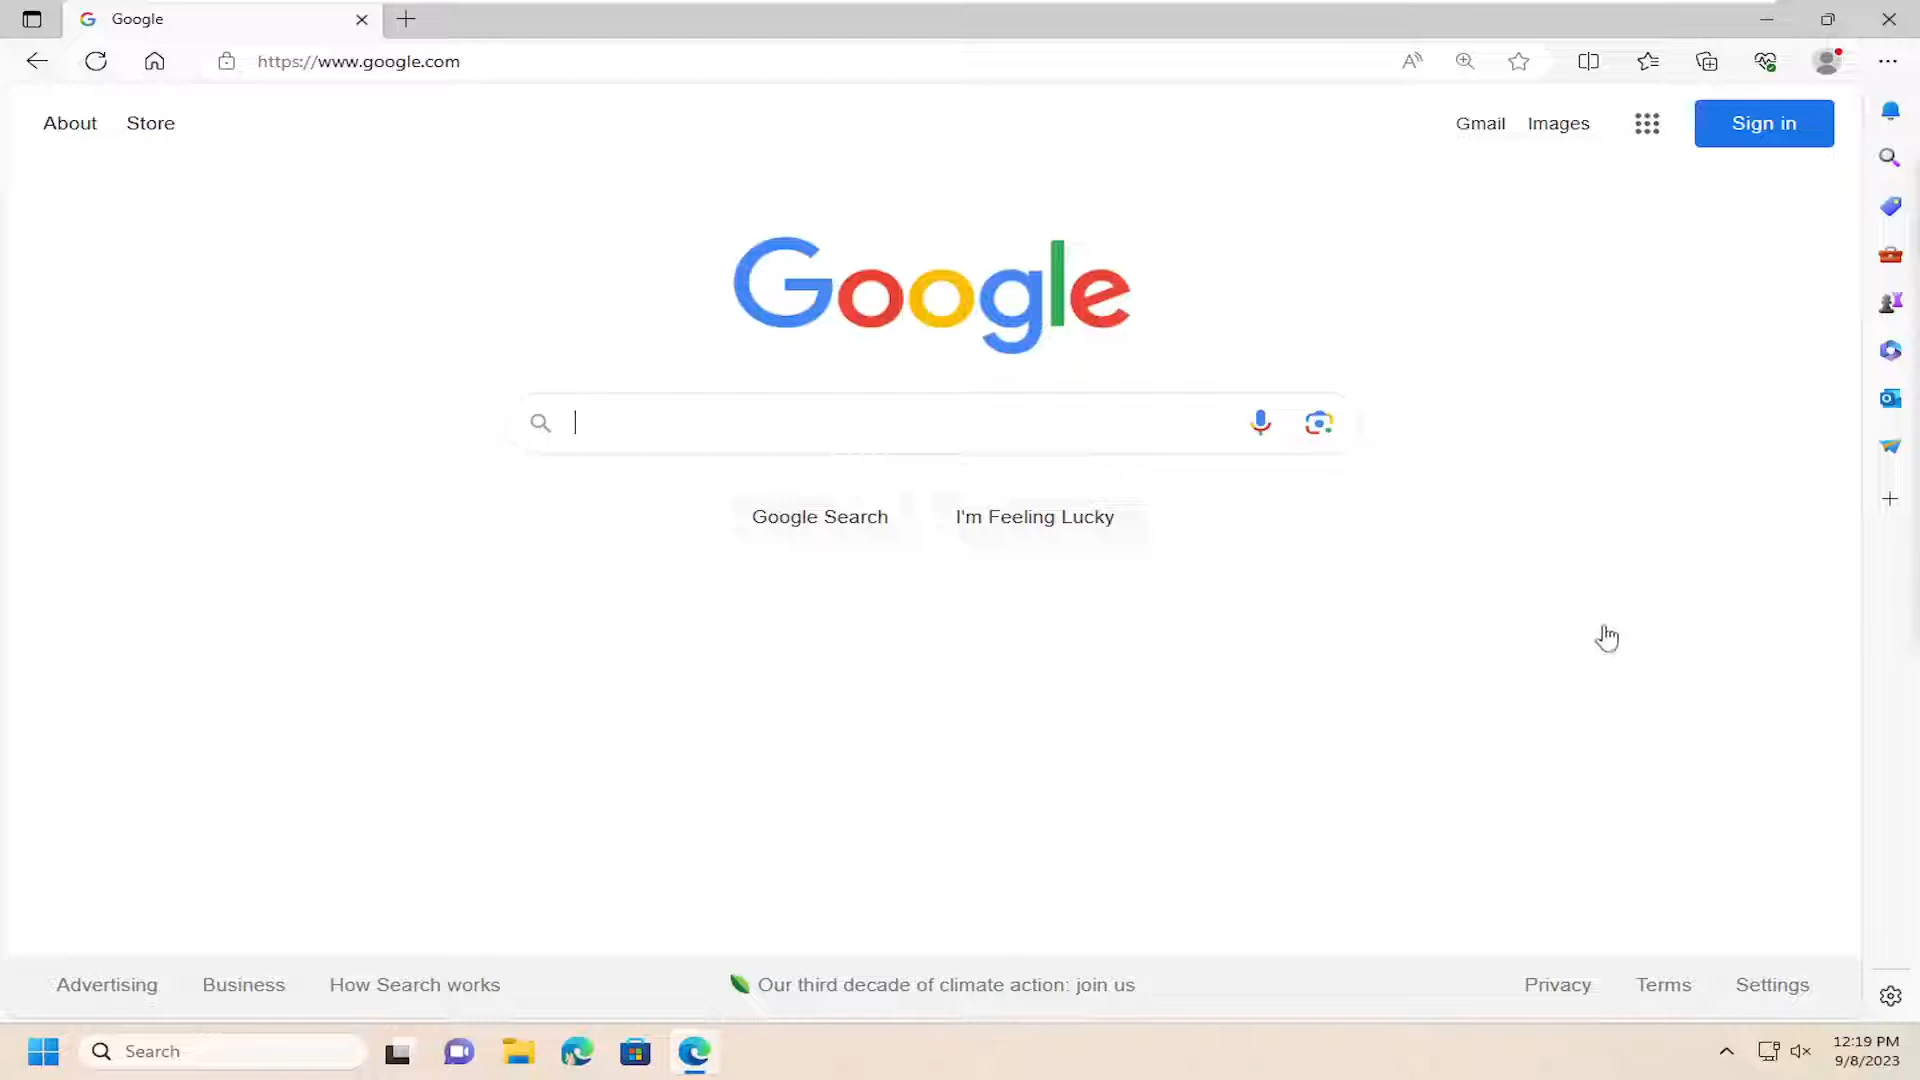 Google
https://www.google.com
About Store Gmail Images Sign in
Google
Google Search I'm Feeling Lucky
Advertising Business How Search works Our third decade of climate action: join us Privacy Terms Settings
Search
12:19 PM
9/8/2023